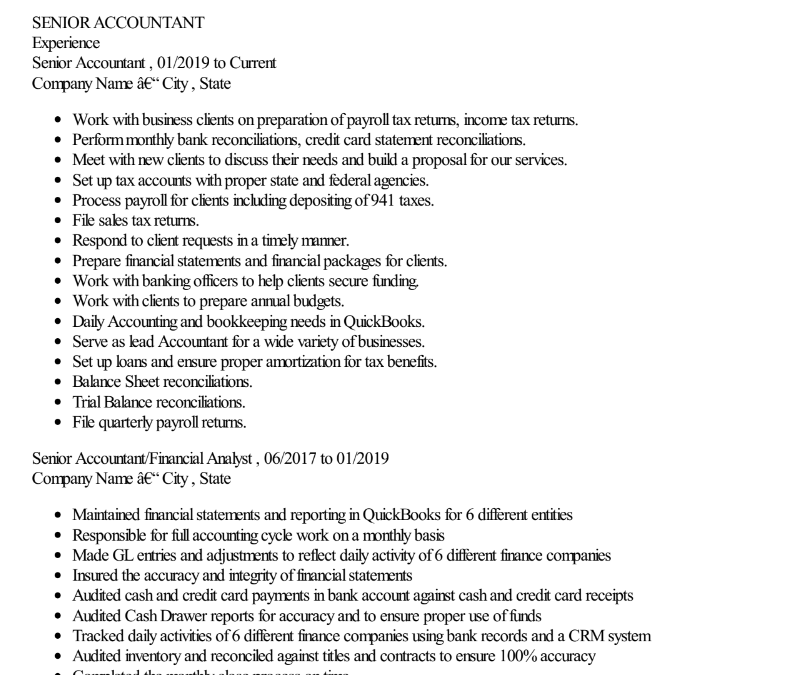 SENIOR ACCOUNTANT
Experience
Senior Accountant , 01/2019 to Current
Company Name â€“ City , State
• Work with business clients on preparation of payroll tax returns, income tax returns.
• Perform monthly bank reconciliations, credit card statement reconciliations.
• Meet with new clients to discuss their needs and build a proposal for our services.
• Set up tax accounts with proper state and federal agencies.
• Process payroll for clients including depositing of 941 taxes.
• File sales tax returns.
• Respond to client requests in a timely manner.
• Prepare financial statements and financial packages for clients.
• Work with banking officers to help clients secure funding.
• Work with clients to prepare annual budgets.
• Daily Accounting and bookkeeping needs in QuickBooks.
• Serve as lead Accountant for a wide variety of businesses.
• Set up loans and ensure proper amortization for tax benefits.
• Balance Sheet reconciliations.
• Trial Balance reconciliations.
• File quarterly payroll returns.
Senior Accountant/Financial Analyst , 06/2017 to 01/2019
Company Name â€“ City , State
• Maintained financial statements and reporting in QuickBooks for 6 different entities
• Responsible for full accounting cycle work on a monthly basis
• Made GL entries and adjustments to reflect daily activity of 6 different finance companies
• Insured the accuracy and integrity of financial statements
• Audited cash and credit card payments in bank account against cash and credit card receipts
• Audited Cash Drawer reports for accuracy and to ensure proper use of funds
• Tracked daily activities of 6 different finance companies using bank records and a CRM system
• Audited inventory and reconciled against titles and contracts to ensure 100% accuracy
• Completed the monthly close process on time